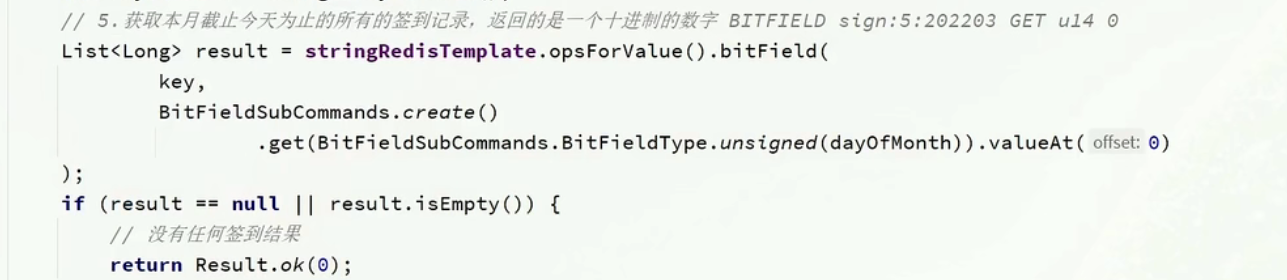 // 5.获取本月截止今天为止的所有的签到记录，返回的是一个十进制的数字 BITFIELD sign:5:202203 GET u14 0
List<Long> result = stringRedisTemplate.opsForValue().bitField(
key,
BitFieldSubCommands.create()
.get(BitFieldSubCommands.BitFieldType.unsigned(dayOfMonth)).valueAt( offset: 0)
);
if (result == null || result.isEmpty()) {
// 没有任何签到结果
return Result.ok(0);